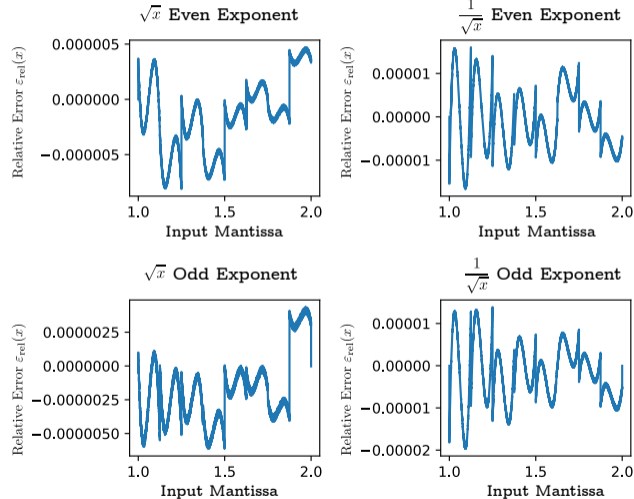 √x Even Exponent
Relative Error εrel(x)
0.000005
0.000000
−0.000005
1.0 1.5 2.0
Input Mantissa
1/√x Even Exponent
Relative Error εrel(x)
0.00001
0.00000
−0.00001
1.0 1.5 2.0
Input Mantissa
√x Odd Exponent
Relative Error εrel(x)
0.0000025
0.0000000
−0.0000025
−0.0000050
1.0 1.5 2.0
Input Mantissa
1/√x Odd Exponent
Relative Error εrel(x)
0.00001
0.00000
−0.00001
−0.00002
1.0 1.5 2.0
Input Mantissa